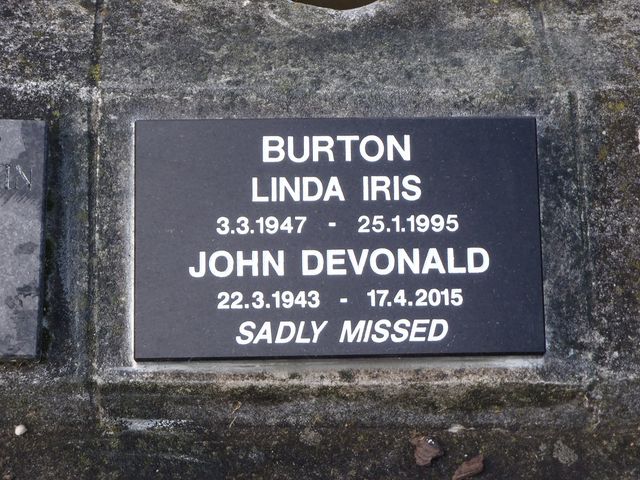 BURTON
LINDA IRIS
3.3.1947 - 25.1.1995
JOHN DEVONALD
22.3.1943 - 17.4.2015
SADLY MISSED
IN